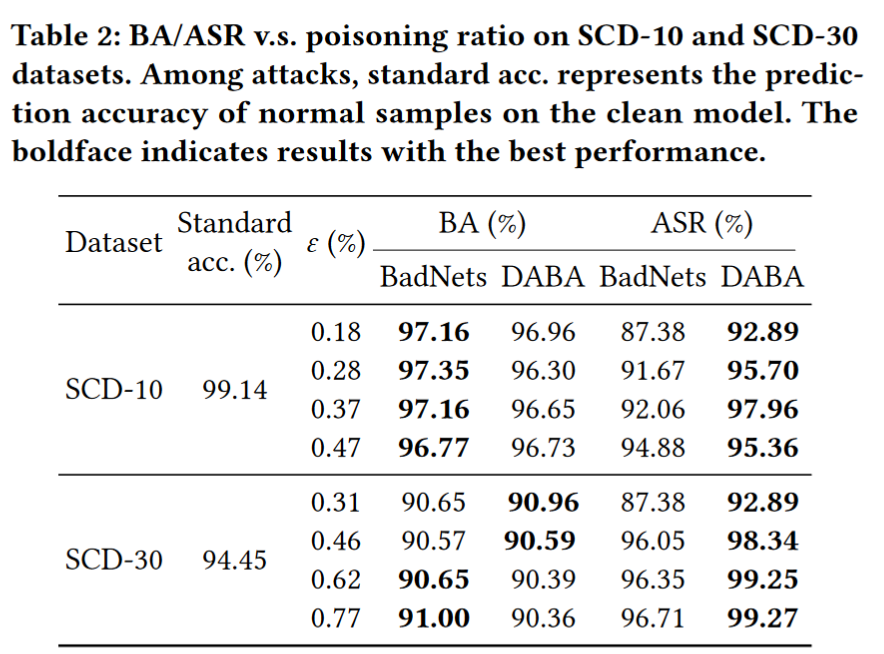 Table 2: BA/ASR v.s. poisoning ratio on SCD-10 and SCD-30
datasets. Among attacks, standard acc. represents the predic-
tion accuracy of normal samples on the clean model. The
boldface indicates results with the best performance.
Dataset Standard acc. (%) ε (%) BA (%) ASR (%)
BadNets DABA BadNets DABA
SCD-10 99.14
0.18 97.16 96.96 87.38 92.89
0.28 97.35 96.30 91.67 95.70
0.37 97.16 96.65 92.06 97.96
0.47 96.77 96.73 94.88 95.36
SCD-30 94.45
0.31 90.65 90.96 87.38 92.89
0.46 90.57 90.59 96.05 98.34
0.62 90.65 90.39 96.35 99.25
0.77 91.00 90.36 96.71 99.27